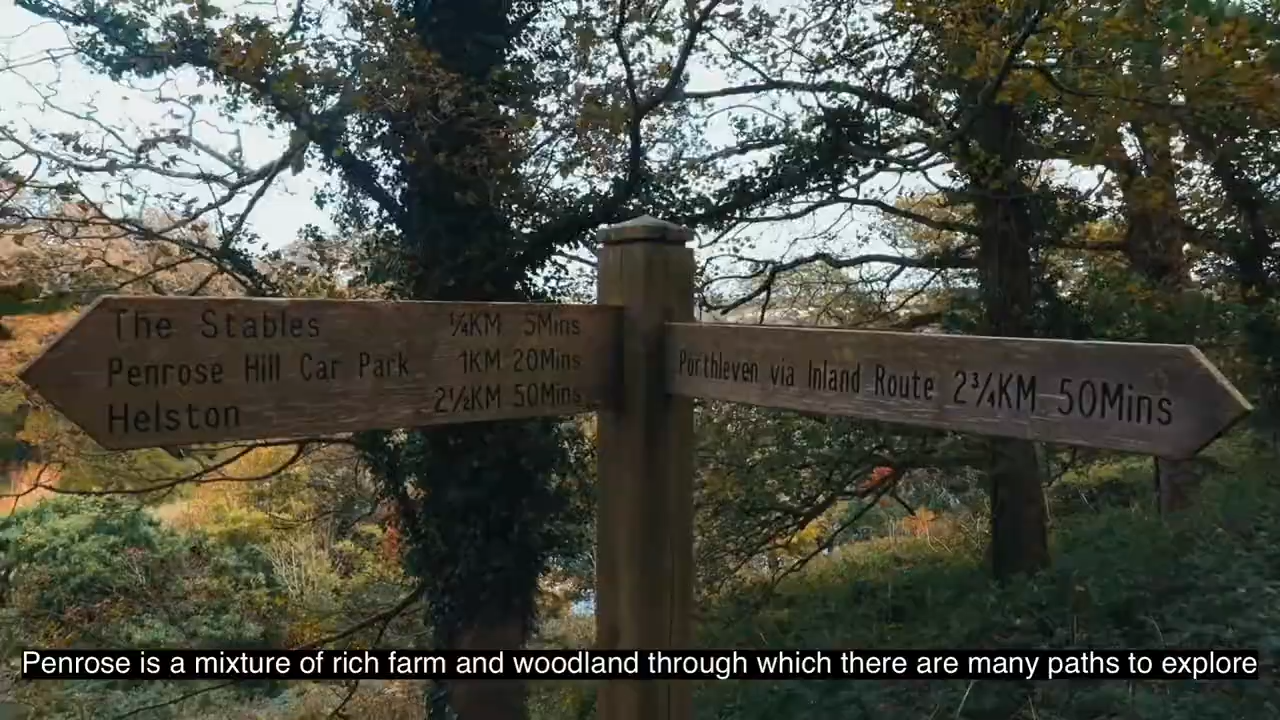 The Stables ¼KM 5Mins
Penrose Hill Car Park 1KM 20Mins
Helston 2½KM 50Mins
Porthleven via Inland Route 2¾KM 50Mins
Penrose is a mixture of rich farm and woodland through which there are many paths to explore